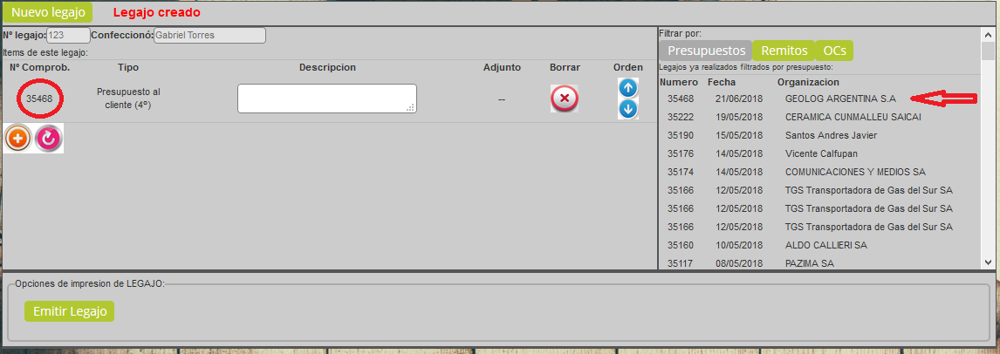 Nuevo legajo Legajo creado
Nº legajo: 123 Confeccionó: Gabriel Torres
Items de este legajo:
Nº Comprob. Tipo Descripcion Adjunto Borrar Orden
35468 Presupuesto al cliente (4º) --
Filtrar por:
Presupuestos Remitos OCs
Legajos ya realizados filtrados por presupuesto:
Numero Fecha Organizacion
35468 21/06/2018 GEOLOG ARGENTINA S.A
35222 19/05/2018 CERAMICA CUNMALLEU SAICAI
35190 15/05/2018 Santos Andres Javier
35176 14/05/2018 Vicente Calfupan
35174 14/05/2018 COMUNICACIONES Y MEDIOS SA
35166 12/05/2018 TGS Transportadora de Gas del Sur SA
35166 12/05/2018 TGS Transportadora de Gas del Sur SA
35166 12/05/2018 TGS Transportadora de Gas del Sur SA
35160 10/05/2018 ALDO CALLIERI SA
35117 08/05/2018 PAZIMA SA
Opciones de impresion de LEGAJO:
Emitir Legajo